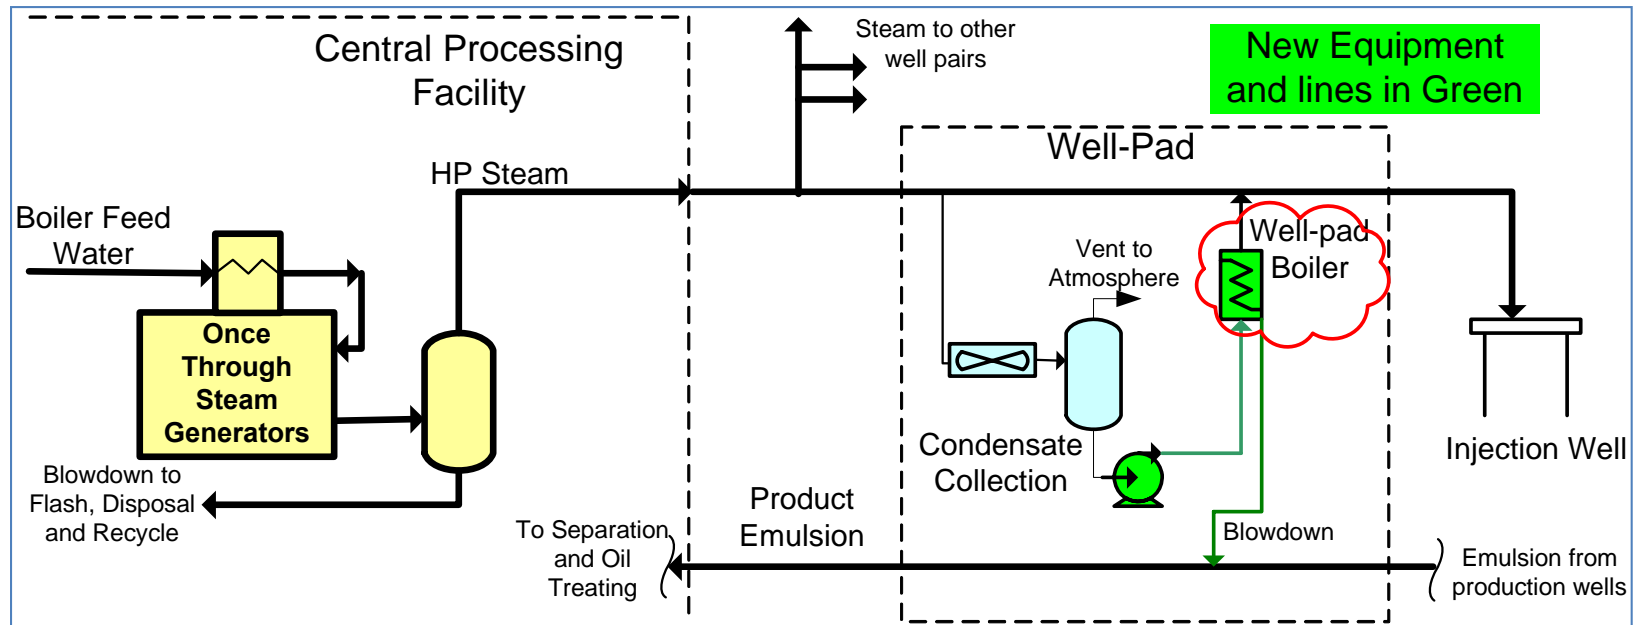 Central Processing
Facility
Steam to other
well pairs
New Equipment
and lines in Green
Well-Pad
HP Steam
Boiler Feed
Water
Well-pad
Boiler
Vent to
Atmosphere
Once
Through
Steam
Generators
Condensate
Collection
Injection Well
Blowdown to
Flash, Disposal
and Recycle
Product
Emulsion
To Separation
and Oil
Treating
Blowdown
Emulsion from
production wells